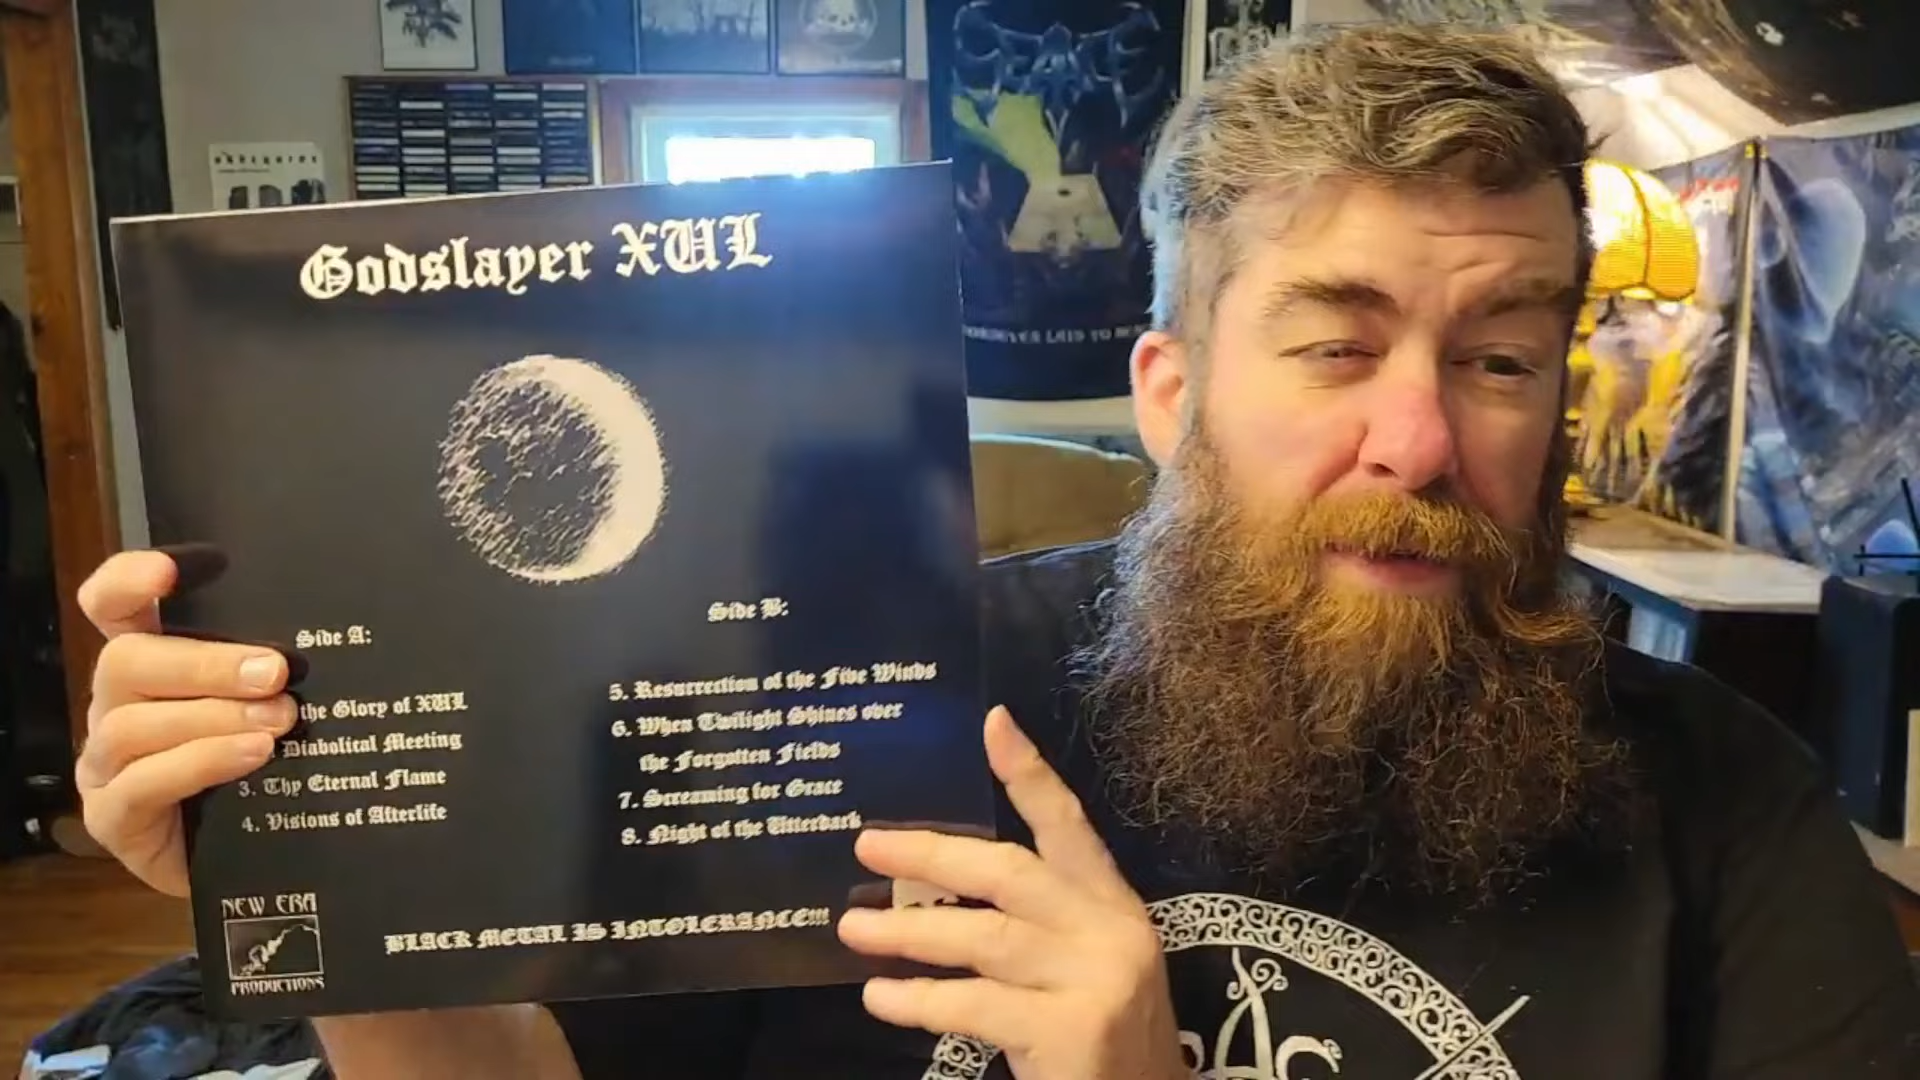 Godslayer XUL
Side A:
the Glory of XUL
Diabolical Meeting
3. Thy Eternal Flame
4. Visions of Afterlife
Side B:
5. Resurrection of the Five Winds
6. When Twilight Shines over
the Forgotten Fields
7. Screaming for Grace
8. Night of the Utterdark
NEW ERA
PRODUCTIONS
BLACK METAL IS INTOLERANCE!!!